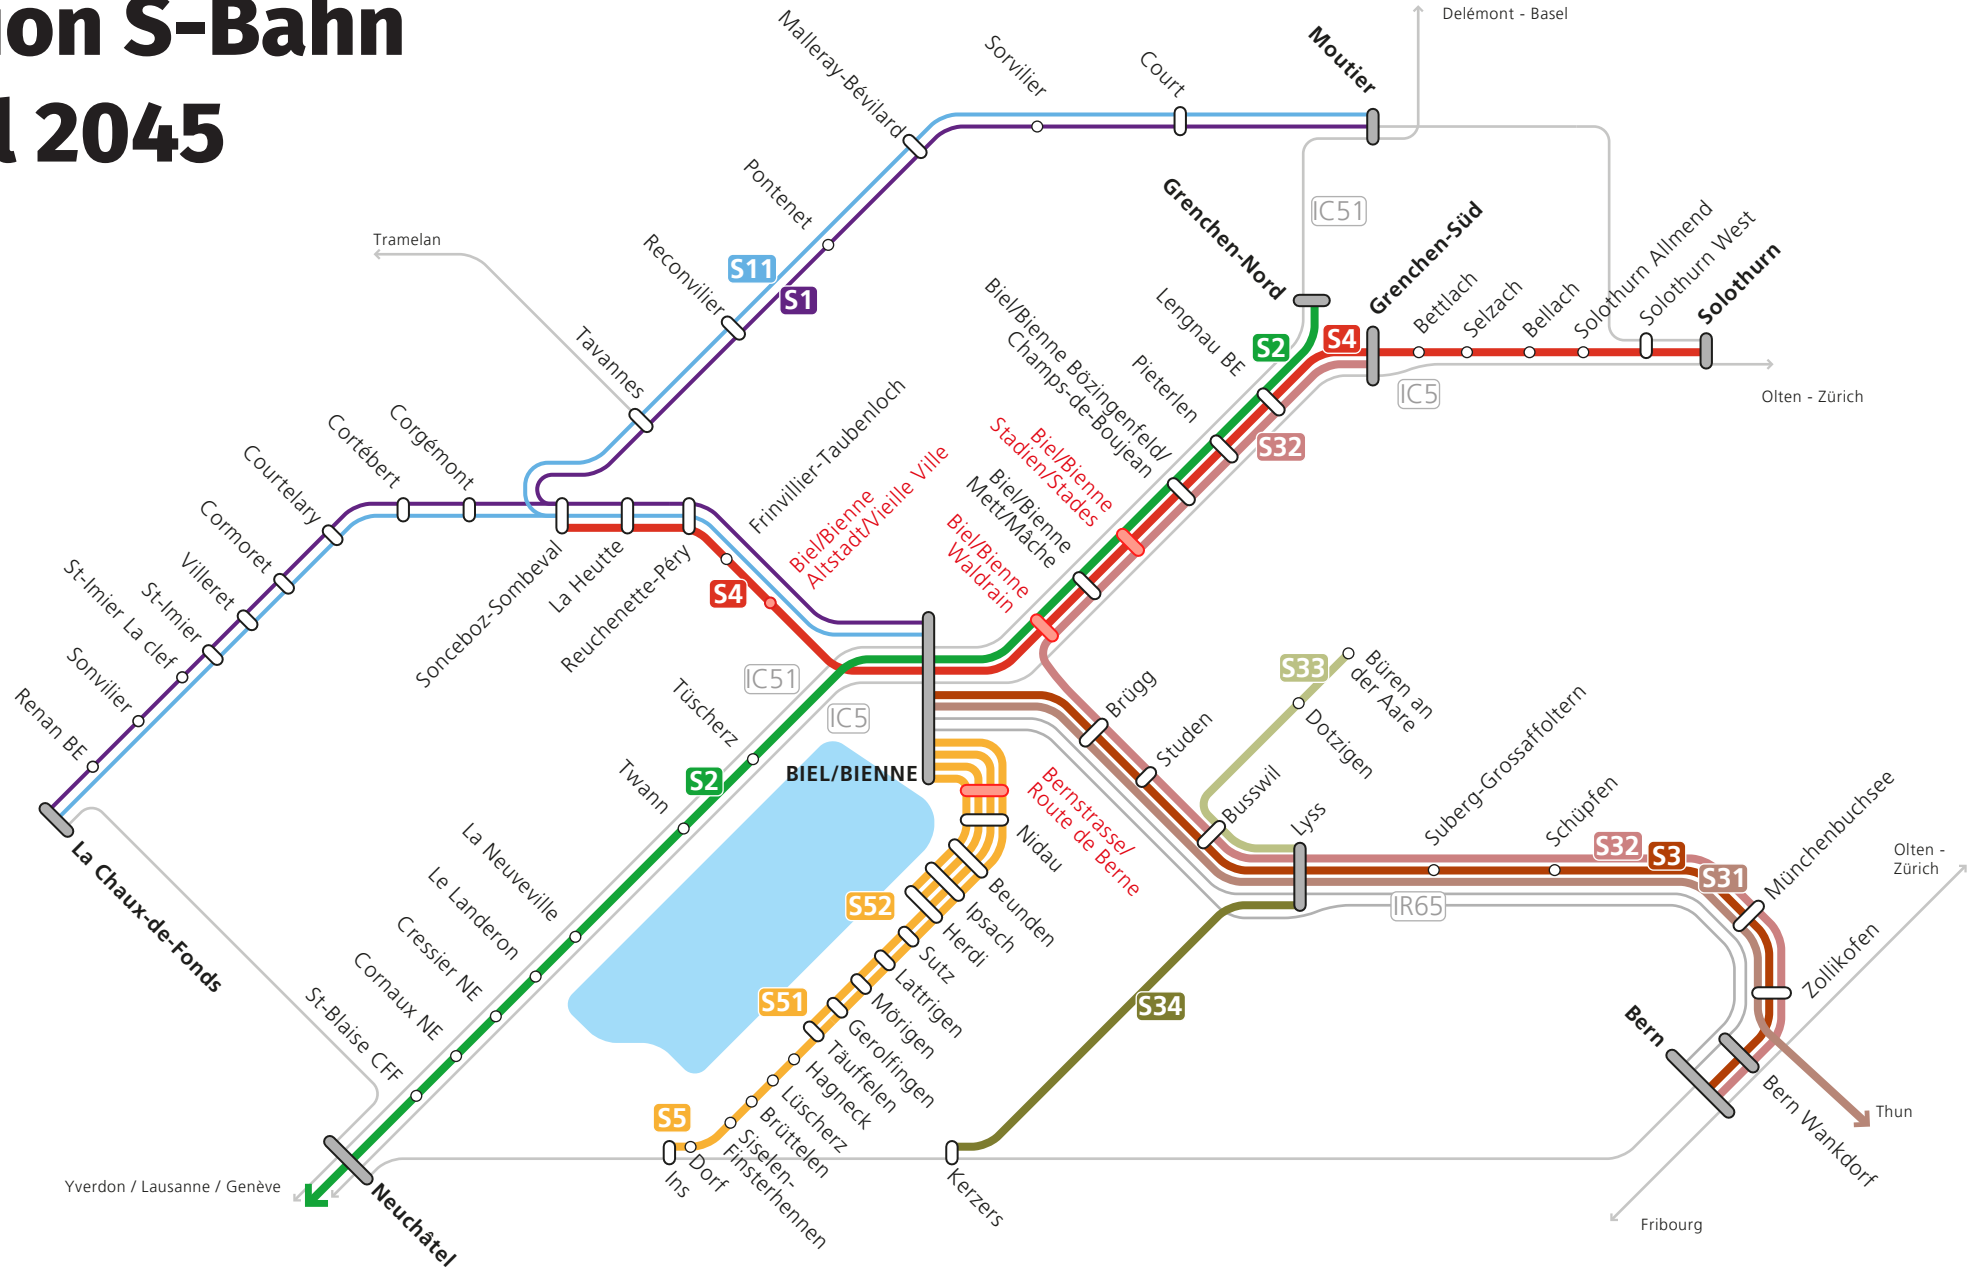 ion S-Bahn
l 2045
Delémont - Basel
Malleray-Bévilard
Sorvilier
Court
Moutier
Pontenet
Reconvilier
S11
S1
Tramelan
Tavannes
IC51
Grenchen-Nord
Grenchen-Süd
Bettlach
Selzach
Bellach
Solothurn Allmend
Solothurn West
Solothurn
S2
S4
IC5
Olten - Zürich
Lengnau BE
Pieterlen
S32
Biel/Bienne Bözingenfeld/
Champs-de-Boujean
Biel/Bienne
Stadien/Stades
Biel/Bienne
Mett/Mâche
Biel/Bienne
Waldrain
Corgémont
Cortébert
Courtelary
Cormoret
Villeret
St-Imier
St-Imier La clef
Sonvilier
Renan BE
La Chaux-de-Fonds
Sonceboz-Sombeval
La Heutte
Reuchenette-Péry
Frinvillier-Taubenloch
Biel/Bienne
Altstadt/Vieille Ville
S4
IC51
IC5
BIEL/BIENNE
Tüscherz
S2
Twann
La Neuveville
Le Landeron
Cressier NE
Cornaux NE
St-Blaise CFF
Yverdon / Lausanne / Genève
Neuchâtel
Bernstrasse/
Route de Berne
Nidau
Beunden
Ipsach
Herdi
S52
Sutz
Lattrigen
Mörigen
Gerolfingen
S51
Täuffelen
Hagneck
Lüscherz
Brüttelen
Siselen-
Finsterhennen
S5
Dorf
Ins
Kerzers
S34
Brügg
Studen
Busswil
S33
Büren an
der Aare
Dotzigen
Lyss
Suberg-Grossaffoltern
Schüpfen
S32
S3
S31
IR65
Münchenbuchsee
Olten -
Zürich
Zollikofen
Bern
Bern Wankdorf
Thun
Fribourg